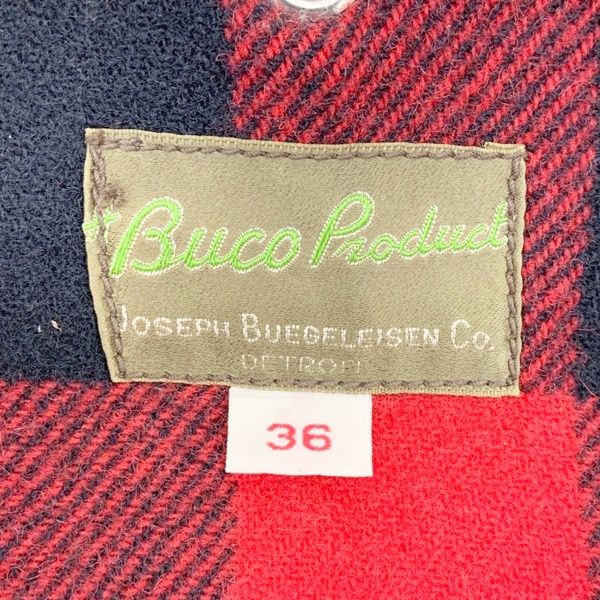 "Buco Product
Joseph Buegeleisen Co.
Detroit
36